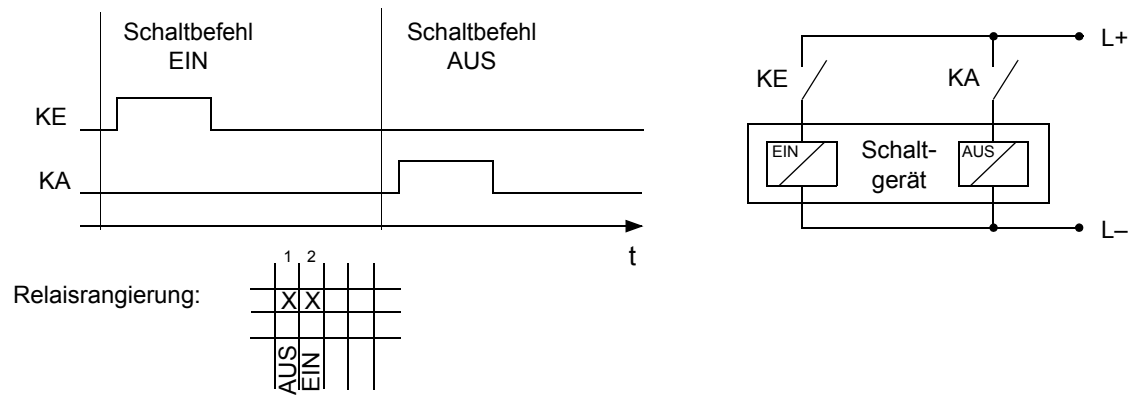 Schaltbefehl
EIN
Schaltbefehl
AUS
KE
KA
t
Relaisrangierung:
1 2
X X
AUS
EIN
L+
KE
KA
EIN
Schalt-
gerät
AUS
L–